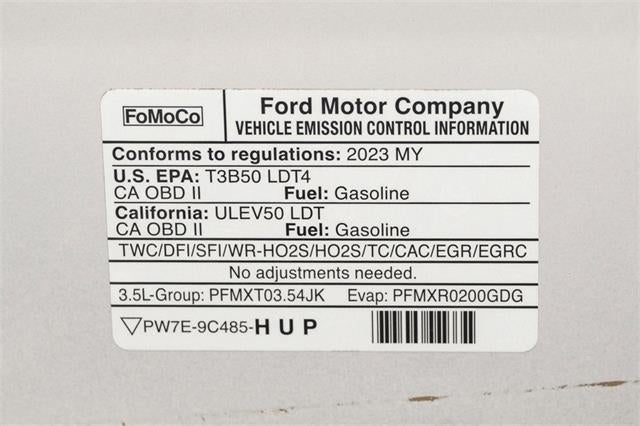 FoMoCo
Ford Motor Company
VEHICLE EMISSION CONTROL INFORMATION
Conforms to regulations: 2023 MY
U.S. EPA: T3B50 LDT4
CA OBD II Fuel: Gasoline
California: ULEV50 LDT
CA OBD II Fuel: Gasoline
TWC/DFI/SFI/WR-HO2S/HO2S/TC/CAC/EGR/EGRC
No adjustments needed.
3.5L-Group: PFMXT03.54JK Evap: PFMXR0200GDG
▽PW7E-9C485-HUP